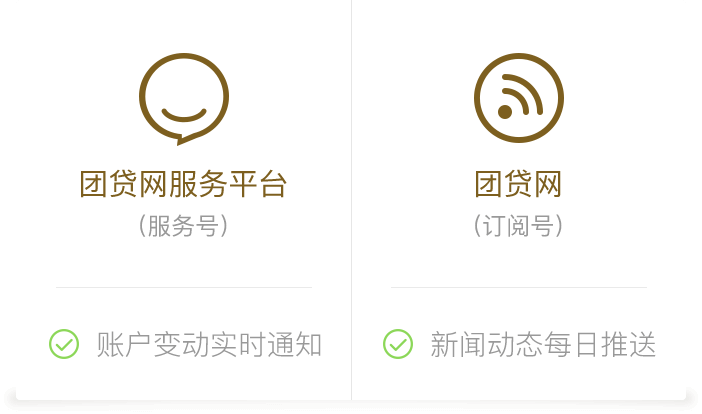 团贷网服务平台
（服务号）
账户变动实时通知
团贷网
（订阅号）
新闻动态每日推送